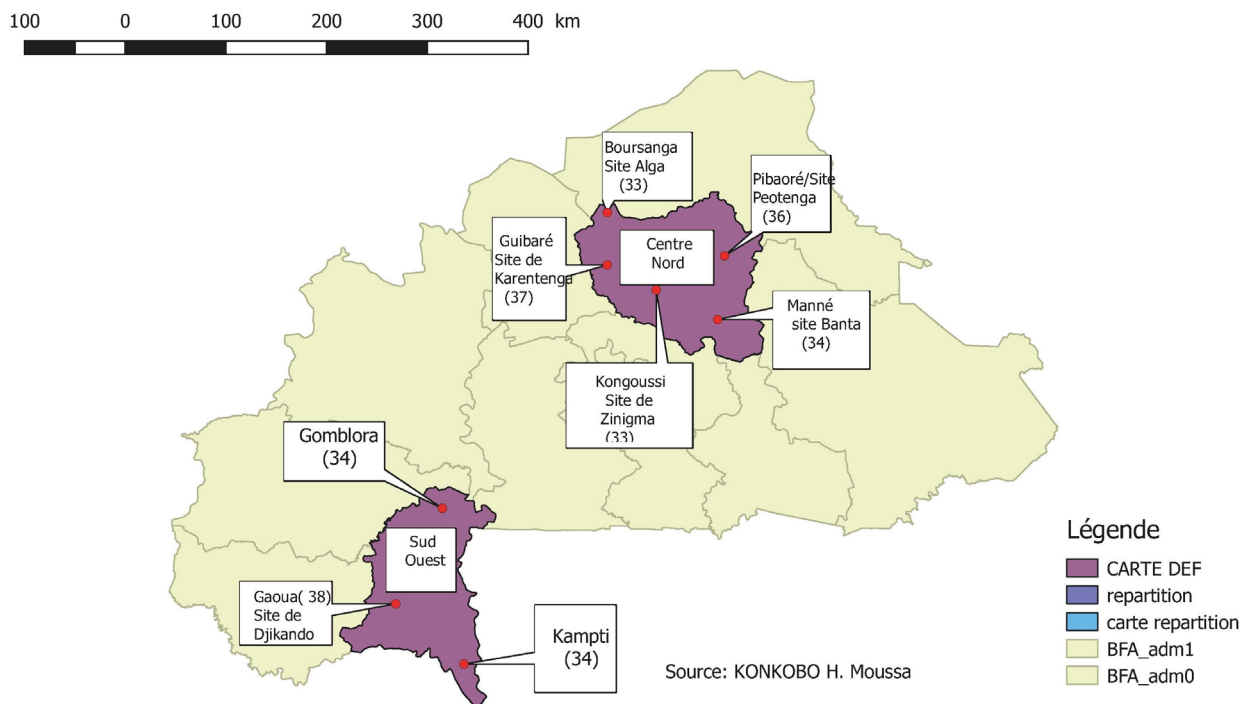 100 0 100 200 300 400 km
Boursanga
Site Alga
(33)
Pibaoré/Site
Peotenga
(36)
Guibaré
Site de
Karentenga
(37)
Centre
Nord
Manné
site Banta
(34)
Kongoussi
Site de
Zinigma
(33)
Gomblora
(34)
Sud
Ouest
Gaoua( 38)
Site de
Djikando
Kampti
(34)
Source: KONKOBO H. Moussa
Légende
CARTE DEF
repartition
carte repartition
BFA_adm1
BFA_adm0